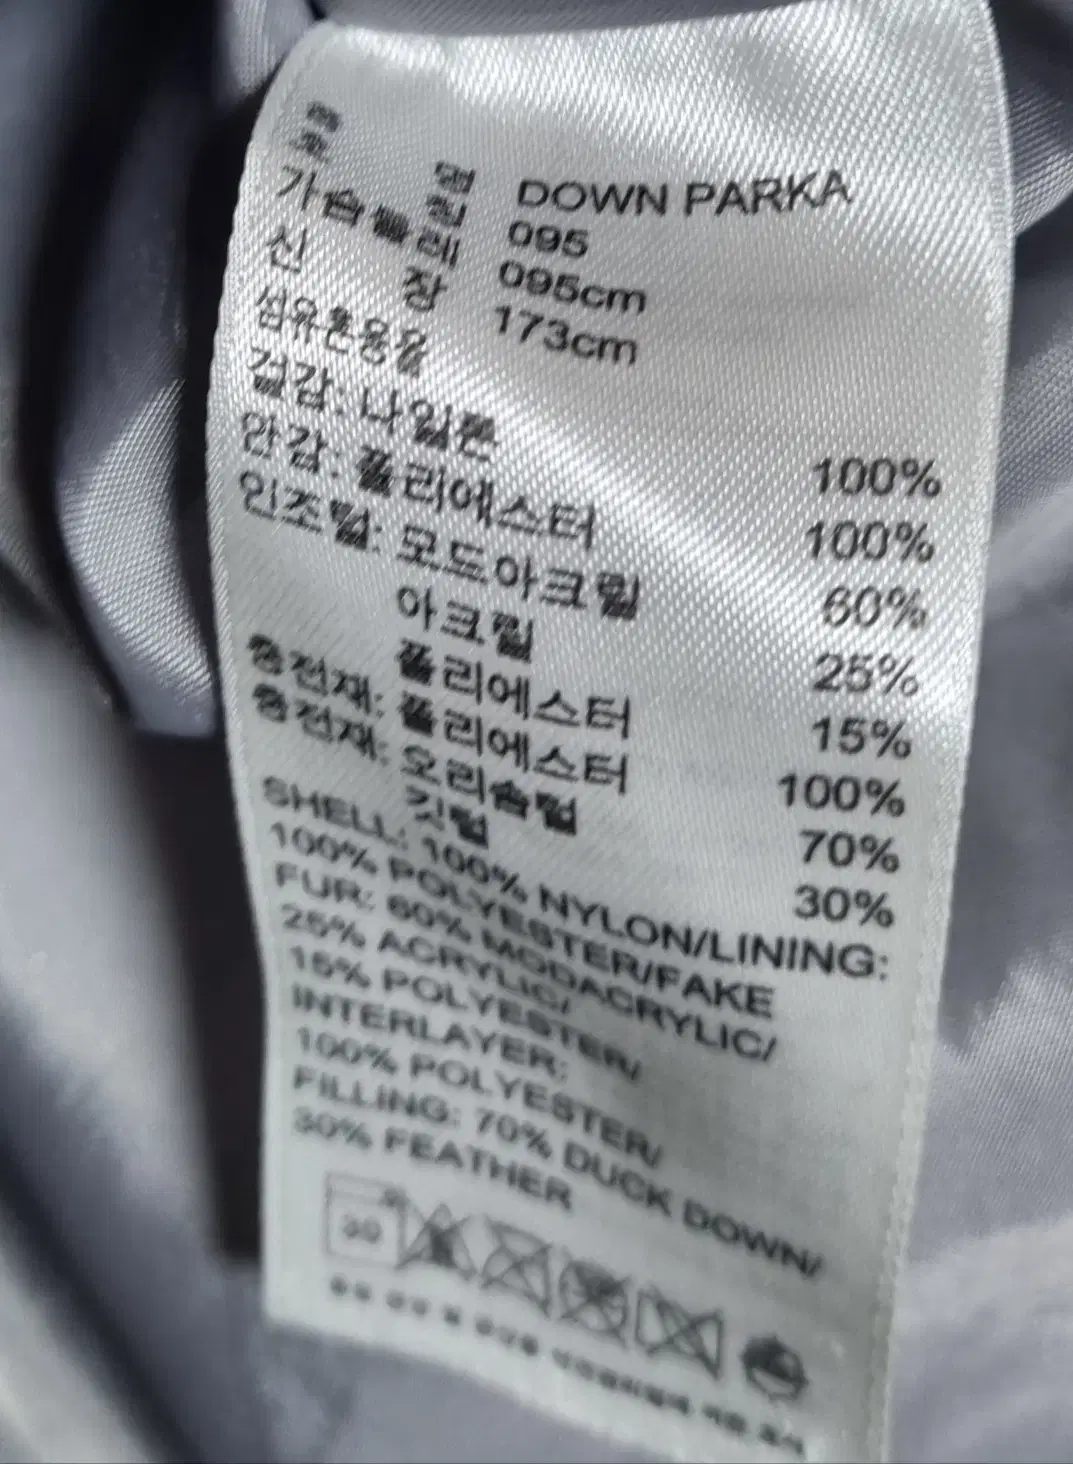 품 명 DOWN PARKA
호 칭 095
가슴둘레 095cm
신 장 173cm
섬유혼용율
겉감: 나일론 100%
안감: 폴리에스터 100%
인조털: 모드아크릴 60%
아크릴 25%
폴리에스터 15%
충전재: 폴리에스터 100%
충전재: 오리솜털 70%
깃털 30%
SHELL: 100% NYLON/LINING:
100% POLYESTER/FAKE
FUR: 60% MODACRYLIC/
25% ACRYLIC/
15% POLYESTER/
INTERLAYER:
100% POLYESTER/
FILLING: 70% DUCK DOWN/
30% FEATHER
30